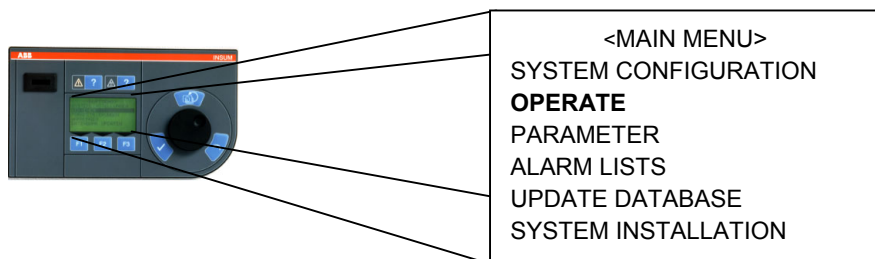 ABB
INSUM
?
?
F1
F2
F3
<MAIN MENU>
SYSTEM CONFIGURATION
OPERATE
PARAMETER
ALARM LISTS
UPDATE DATABASE
SYSTEM INSTALLATION